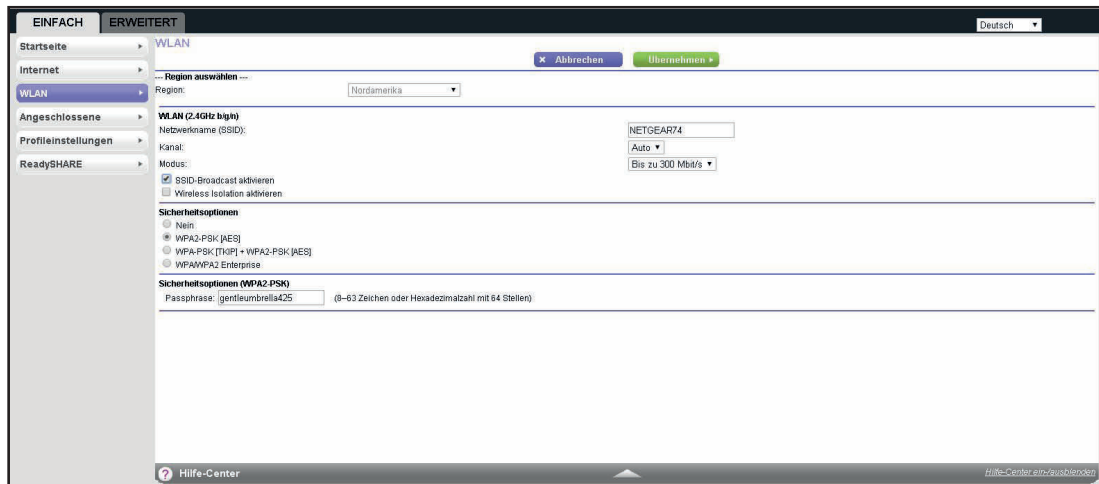 EINFACH ERWEITERT
Deutsch
Startseite
Internet
WLAN
Angeschlossene
Profileinstellungen
ReadySHARE
WLAN
Abbrechen Übernehmen
--- Region auswählen ---
Region: Nordamerika
WLAN (2.4GHz b/g/n)
Netzwerkname (SSID): NETGEAR74
Kanal: Auto
Modus: Bis zu 300 Mbit/s
SSID-Broadcast aktivieren
Wireless Isolation aktivieren
Sicherheitsoptionen
Nein
WPA2-PSK [AES]
WPA-PSK [TKIP] + WPA2-PSK [AES]
WPA/WPA2 Enterprise
Sicherheitsoptionen (WPA2-PSK)
Passphrase: gentleumbrella425 (8–63 Zeichen oder Hexadezimalzahl mit 64 Stellen)
? Hilfe-Center Hilfe-Center ein-/ausblenden